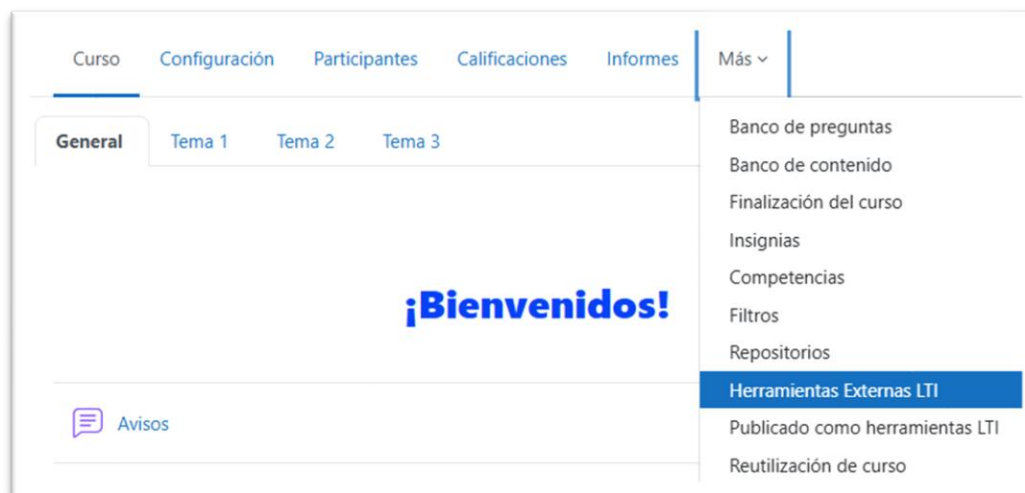 Curso Configuración Participantes Calificaciones Informes Más
General Tema 1 Tema 2 Tema 3
Banco de preguntas
Banco de contenido
Finalización del curso
Insignias
Competencias
Filtros
Repositorios
Herramientas Externas LTI
Publicado como herramientas LTI
Reutilización de curso
¡Bienvenidos!
Avisos